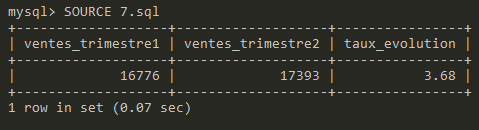 mysql> SOURCE 7.sql
+-------------------+-------------------+----------------+
| ventes_trimestre1 | ventes_trimestre2 | taux_evolution |
+-------------------+-------------------+----------------+
|             16776 |             17393 |           3.68 |
+-------------------+-------------------+----------------+
1 row in set (0.07 sec)